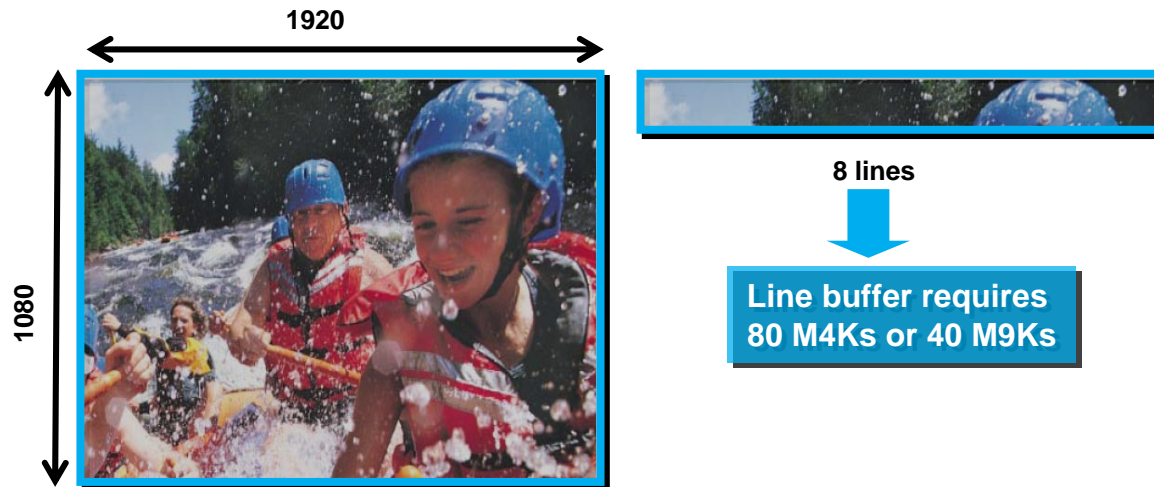 1920
1080
8 lines
Line buffer requires
80 M4Ks or 40 M9Ks